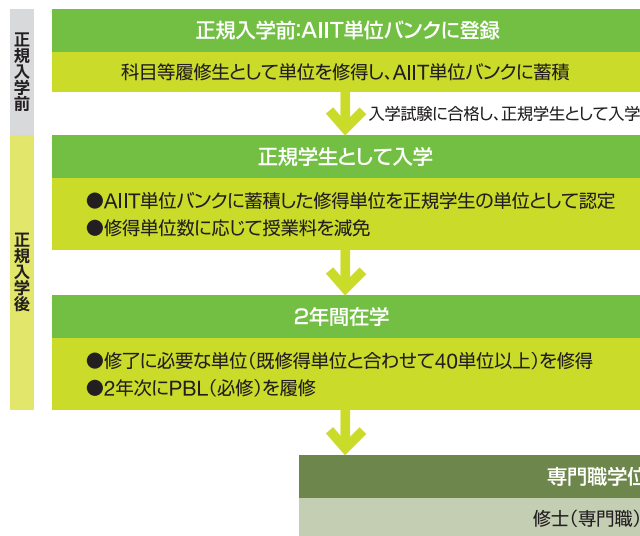 正規入学前
正規入学前:AIIT単位バンクに登録
科目等履修生として単位を修得し、AIIT単位バンクに蓄積
入学試験に合格し、正規学生として入学
正規入学後
正規学生として入学
●AIIT単位バンクに蓄積した修得単位を正規学生の単位として認定
●修得単位数に応じて授業料を減免
2年間在学
●修了に必要な単位(既修得単位と合わせて40単位以上)を修得
●2年次にPBL(必修)を履修
専門職学位
修士(専門職)